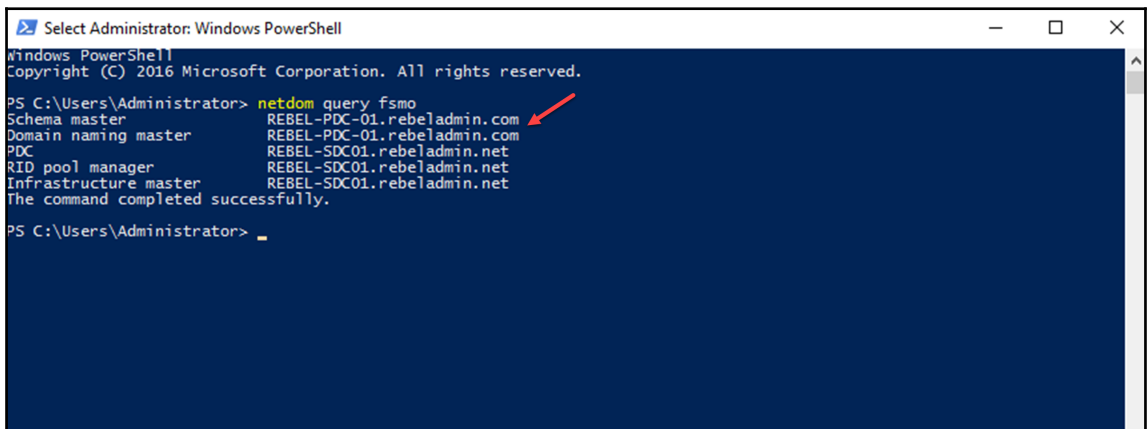 Select Administrator: Windows PowerShell
Windows PowerShell
Copyright (C) 2016 Microsoft Corporation. All rights reserved.
PS C:\Users\Administrator> netdom query fsmo
Schema master REBEL-PDC-01.rebeladmin.com
Domain naming master REBEL-PDC-01.rebeladmin.com
PDC REBEL-SDC01.rebeladmin.net
RID pool manager REBEL-SDC01.rebeladmin.net
Infrastructure master REBEL-SDC01.rebeladmin.net
The command completed successfully.
PS C:\Users\Administrator> _